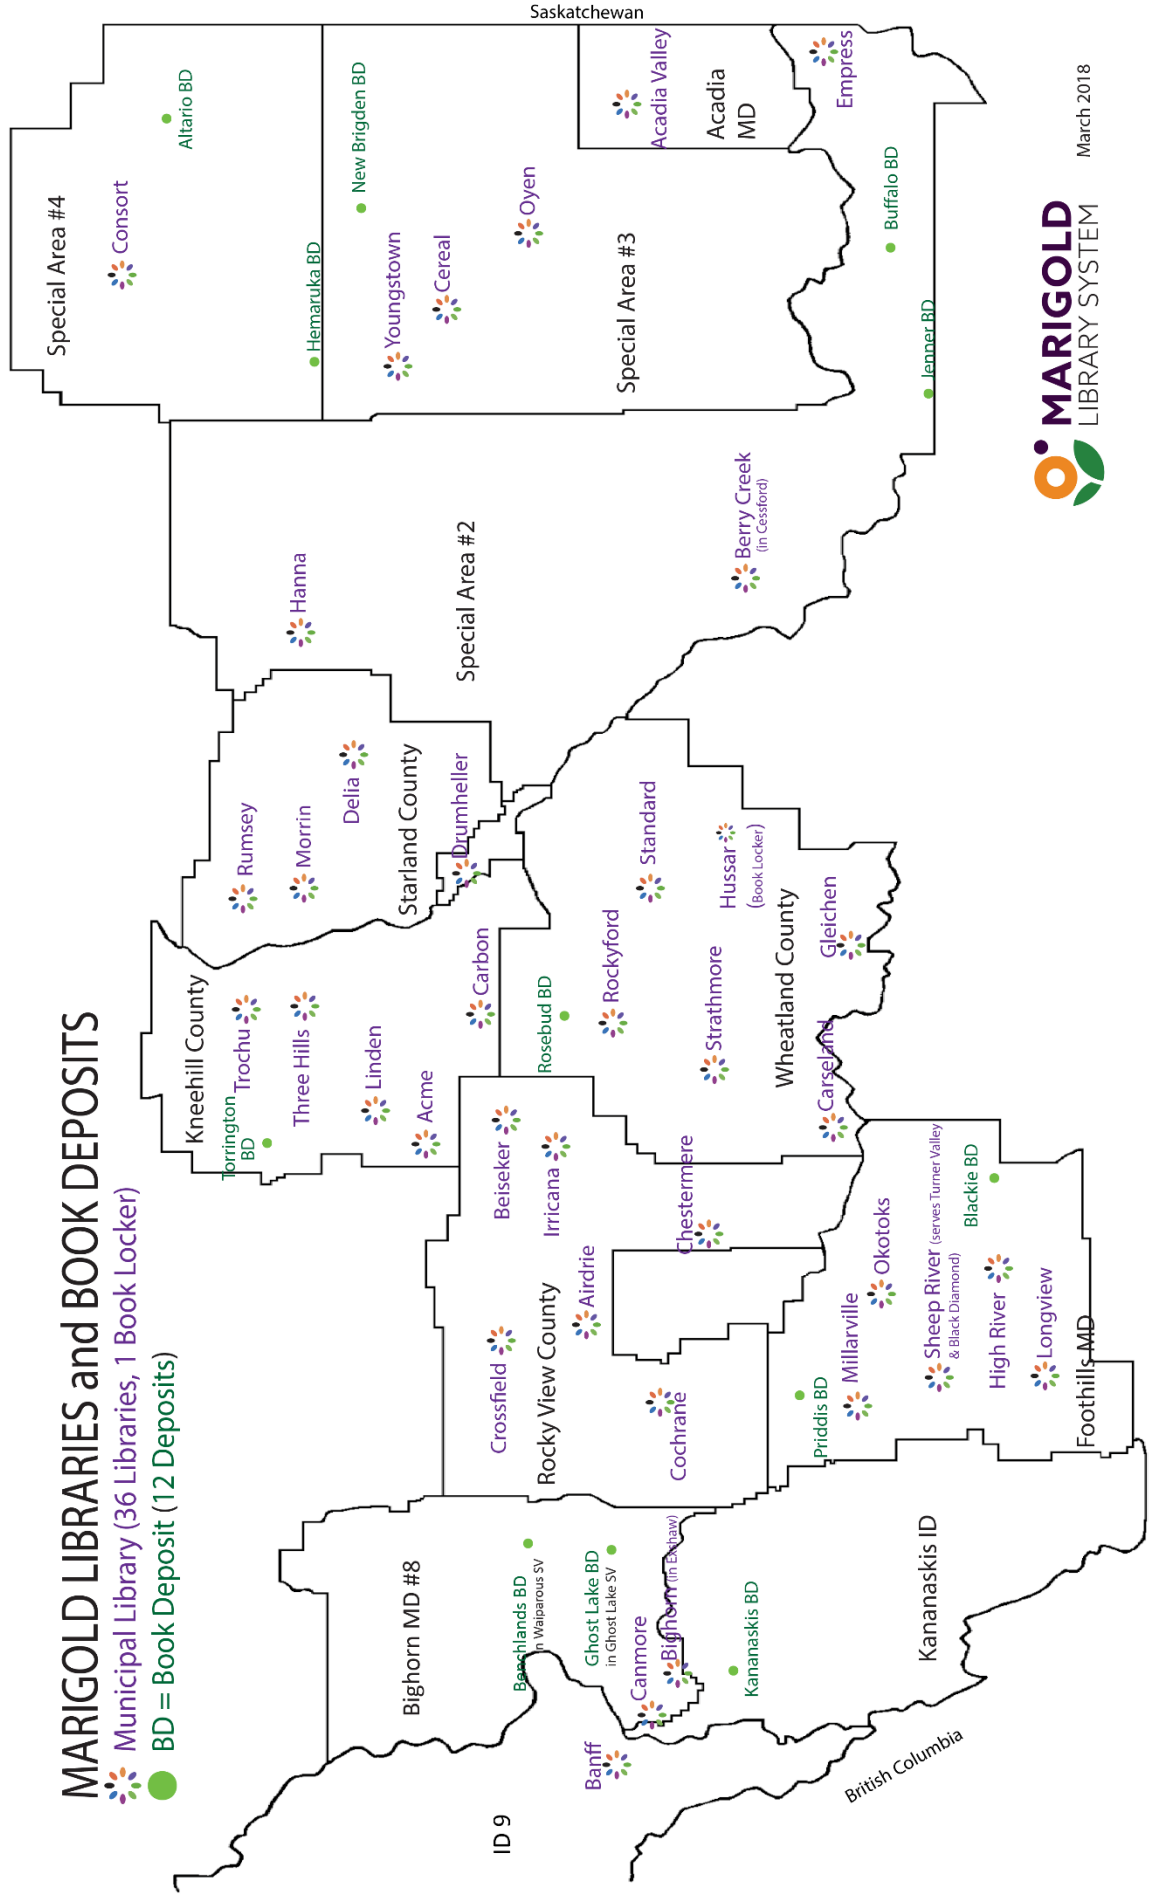 MARIGOLD LIBRARIES and BOOK DEPOSITS
Municipal Library (36 Libraries, 1 Book Locker)
BD = Book Deposit (12 Deposits)
ID 9
Banff
British Columbia
Bighorn MD #8
Benchlands BD
in Waiparous SV
Ghost Lake BD
in Ghost Lake SV
Canmore
Bighorn (in Exshaw)
Kananaskis BD
Kananaskis ID
Crossfield
Rocky View County
Airdrie
Cochrane
Beiseker
Irricana
Chestermere
Priddis BD
Millarville
Okotoks
Sheep River (serves Turner Valley
& Black Diamond)
Blackie BD
High River
Longview
Foothills MD
Kneehill County
Torrington
BD
Trochu
Three Hills
Linden
Acme
Carbon
Rosebud BD
Rockyford
Standard
Strathmore
Hussar
(Book Locker)
Wheatland County
Gleichen
Carseland
Rumsey
Morrin
Delia
Starland County
Drumheller
Hanna
Special Area #2
Berry Creek
(in Cessford)
Special Area #4
Consort
Altario BD
Hemaruka BD
New Brigden BD
Youngstown
Cereal
Oyen
Special Area #3
Acadia Valley
Acadia
MD
Empress
Buffalo BD
Jenner BD
Saskatchewan
MARIGOLD
LIBRARY SYSTEM
March 2018